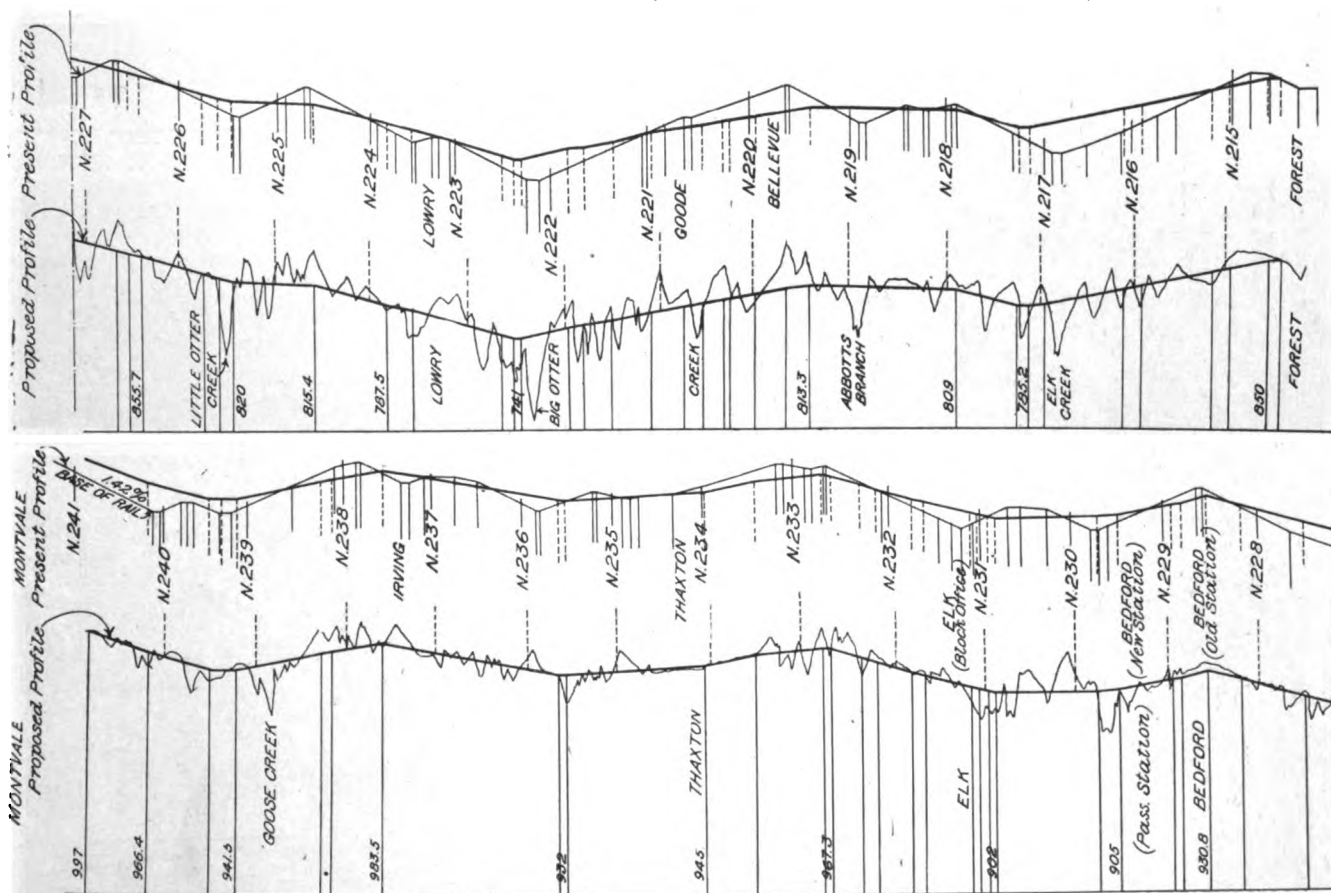 Present Profile
N.227
N.226
N.225
N.224
LOWRY
N.223
N.222
N.221
GOODE
N.220
BELLEVUE
N.219
N.218
N.217
N.216
N.215
FOREST
Proposed Profile
855.7
LITTLE OTTER
CREEK
820
815.4
787.5
LOWRY
741
BIG OTTER
CREEK
813.3
ABBOTTS
BRANCH
809
785.2
ELK
CREEK
850
FOREST
MONTVALE
Present Profile
N.241
1.42%
BASE OF RAIL
N.240
N.239
N.238
IRVING
N.237
N.236
N.235
THAXTON
N.234
N.233
N.232
ELK
(Block Office)
N.231
N.230
BEDFORD
(New Station)
N.229
BEDFORD
(Old Station)
N.228
MONTVALE
Proposed Profile
997
966.4
941.5
GOOSE CREEK
983.5
932
THAXTON
945
967.3
ELK
902
905
(Pass. Station)
BEDFORD
930.8